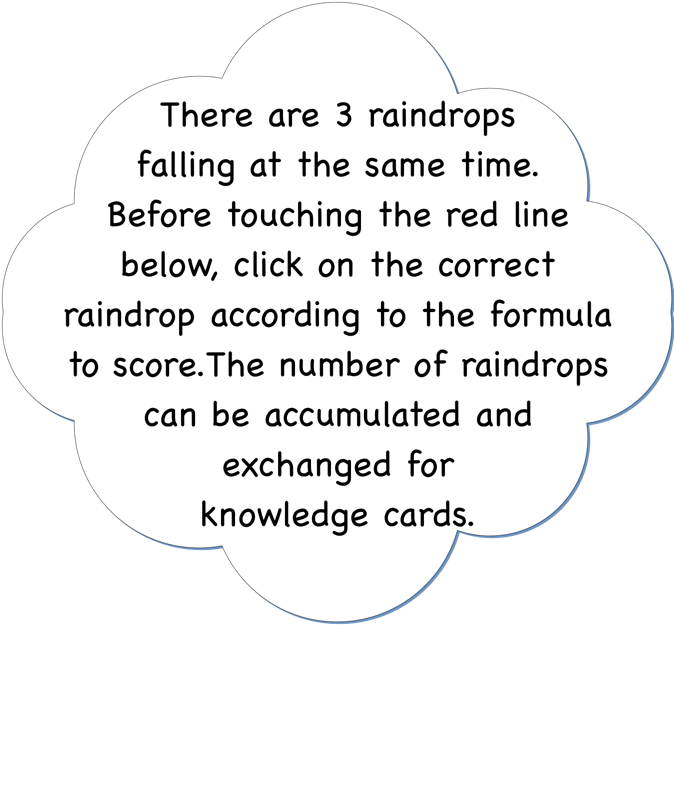 There are 3 raindrops
falling at the same time.
Before touching the red line
below, click on the correct
raindrop according to the formula
to score.The number of raindrops
can be accumulated and
exchanged for
knowledge cards.